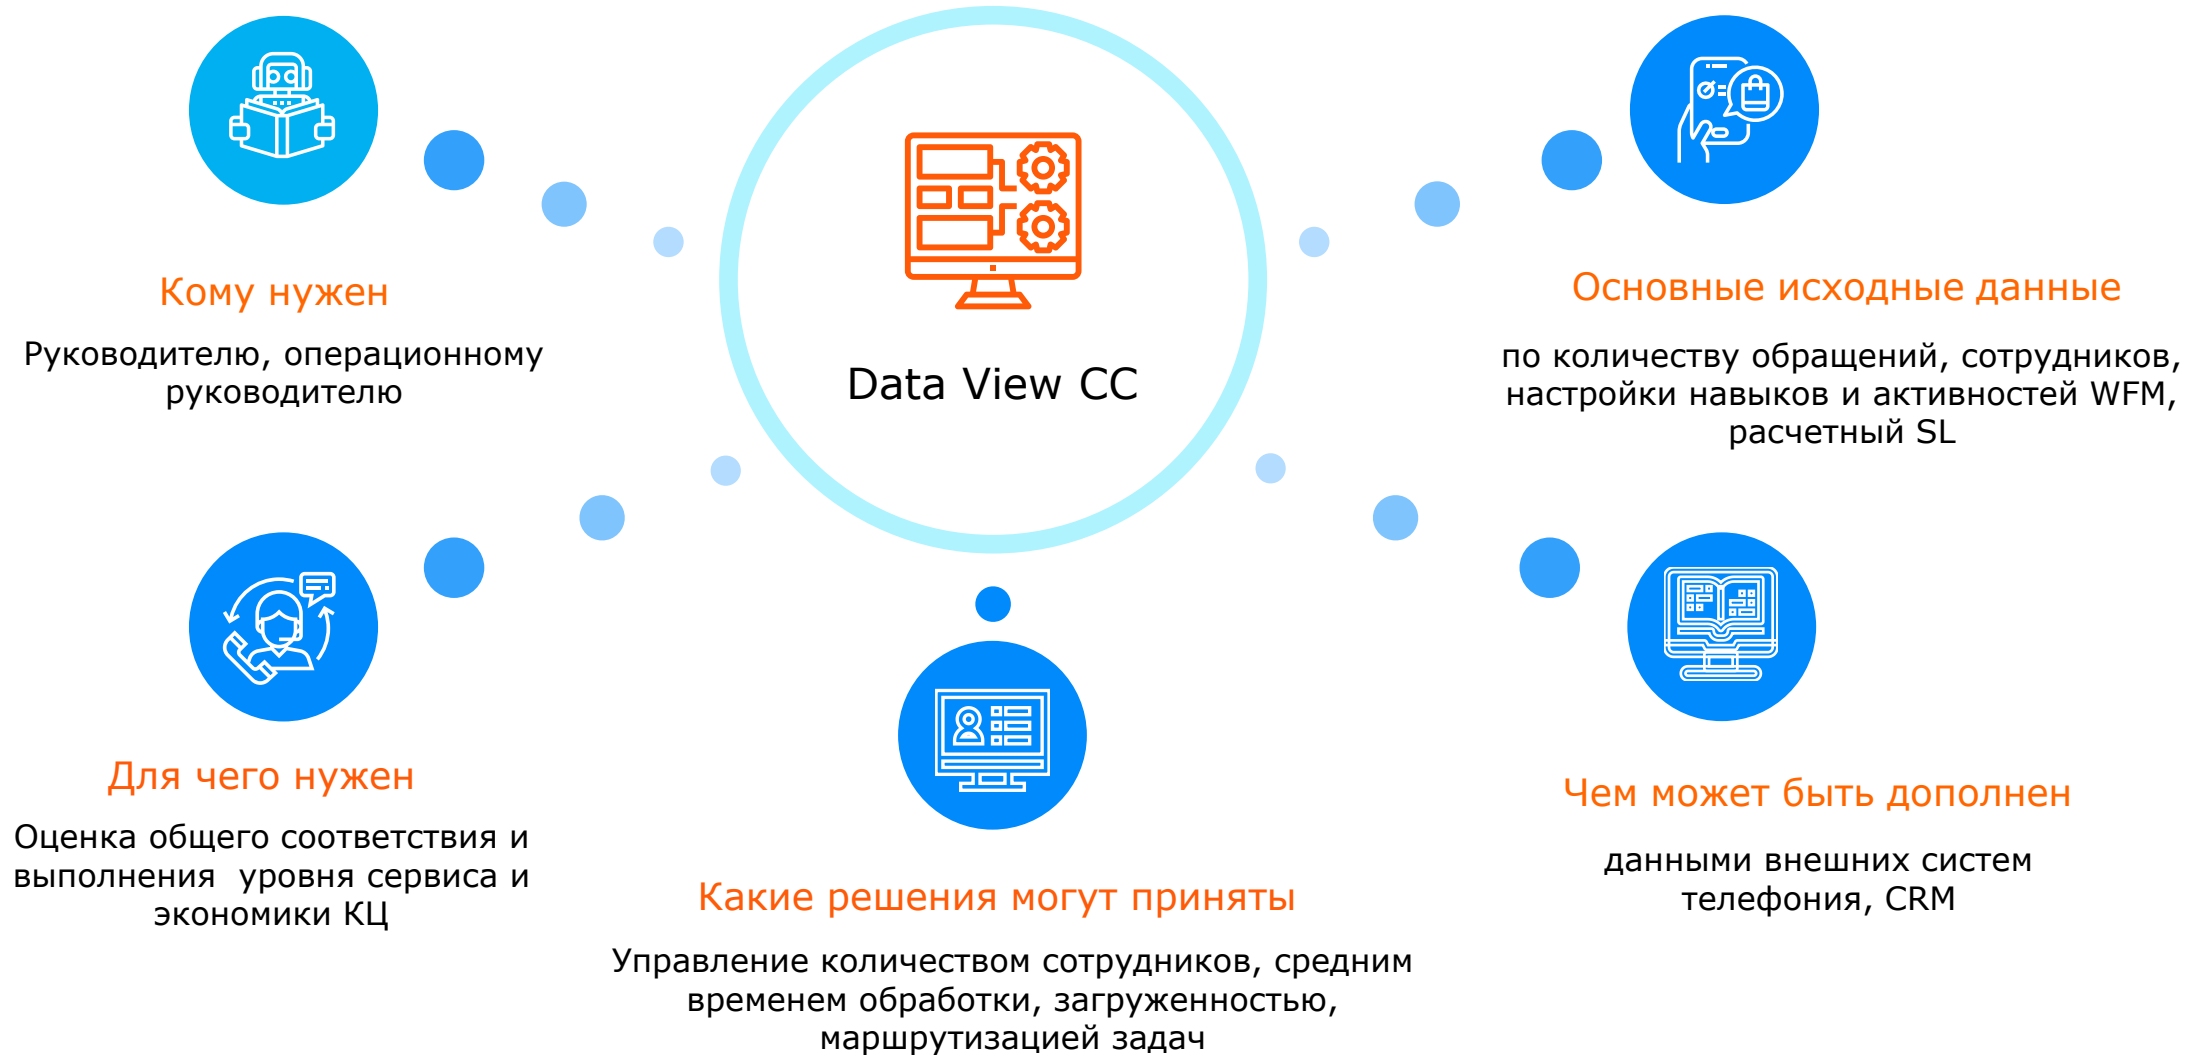 Data View CC
Кому нужен
Руководителю, операционному
руководителю
Основные исходные данные
по количеству обращений, сотрудников,
настройки навыков и активностей WFM,
расчетный SL
Для чего нужен
Оценка общего соответствия и
выполнения  уровня сервиса и
экономики КЦ
Какие решения могут приняты
Управление количеством сотрудников, средним
временем обработки, загруженностью,
маршрутизацией задач
Чем может быть дополнен
данными внешних систем
телефония, CRM